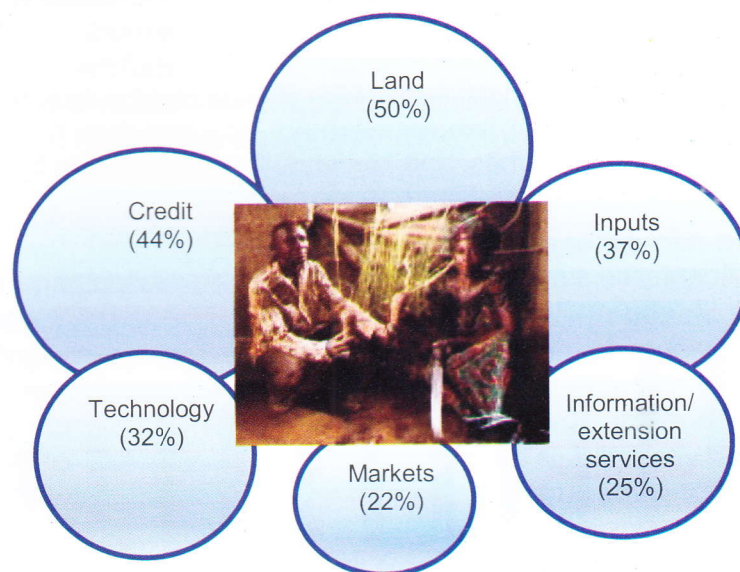 Land
(50%)
Credit
(44%)
Inputs
(37%)
Technology
(32%)
Information/
extension
services
(25%)
Markets
(22%)